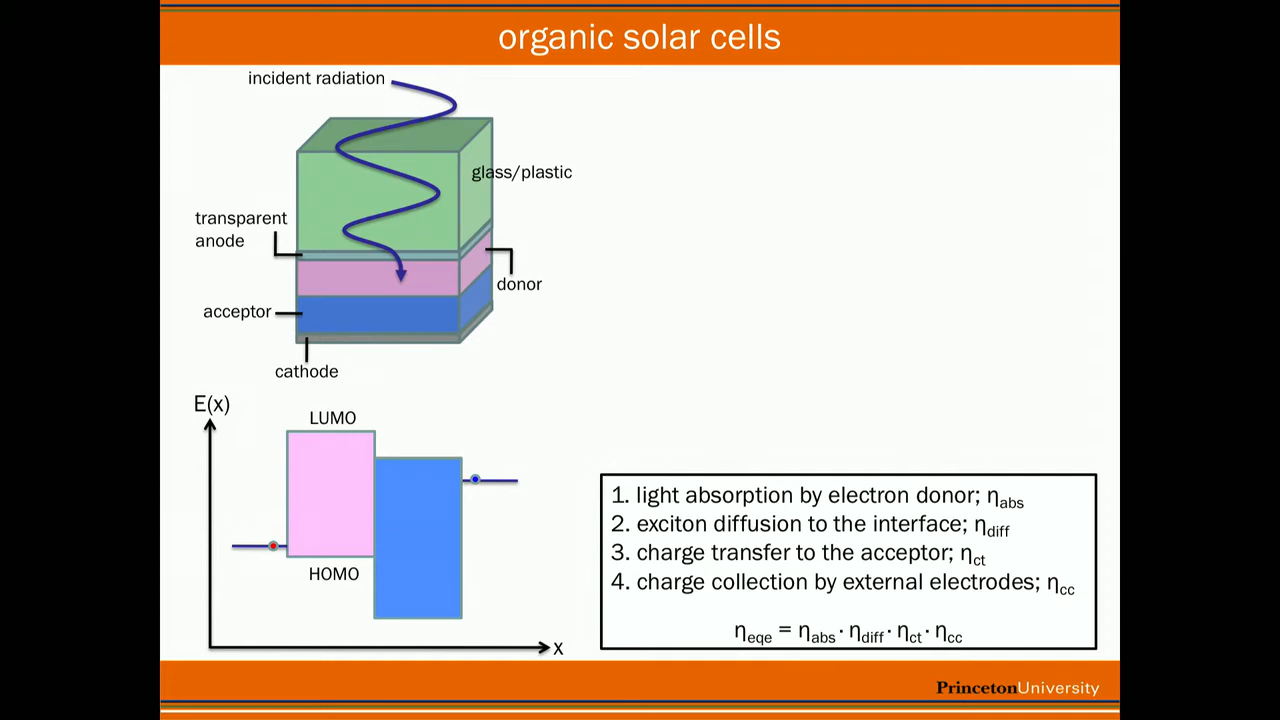 organic solar cells
incident radiation
glass/plastic
transparent
anode
donor
acceptor
cathode
E(x)
LUMO
HOMO
x
1. light absorption by electron donor; ηabs
2. exciton diffusion to the interface; ηdiff
3. charge transfer to the acceptor; ηct
4. charge collection by external electrodes; ηcc
ηeqe = ηabs · ηdiff · ηct · ηcc
PrincetonUniversity